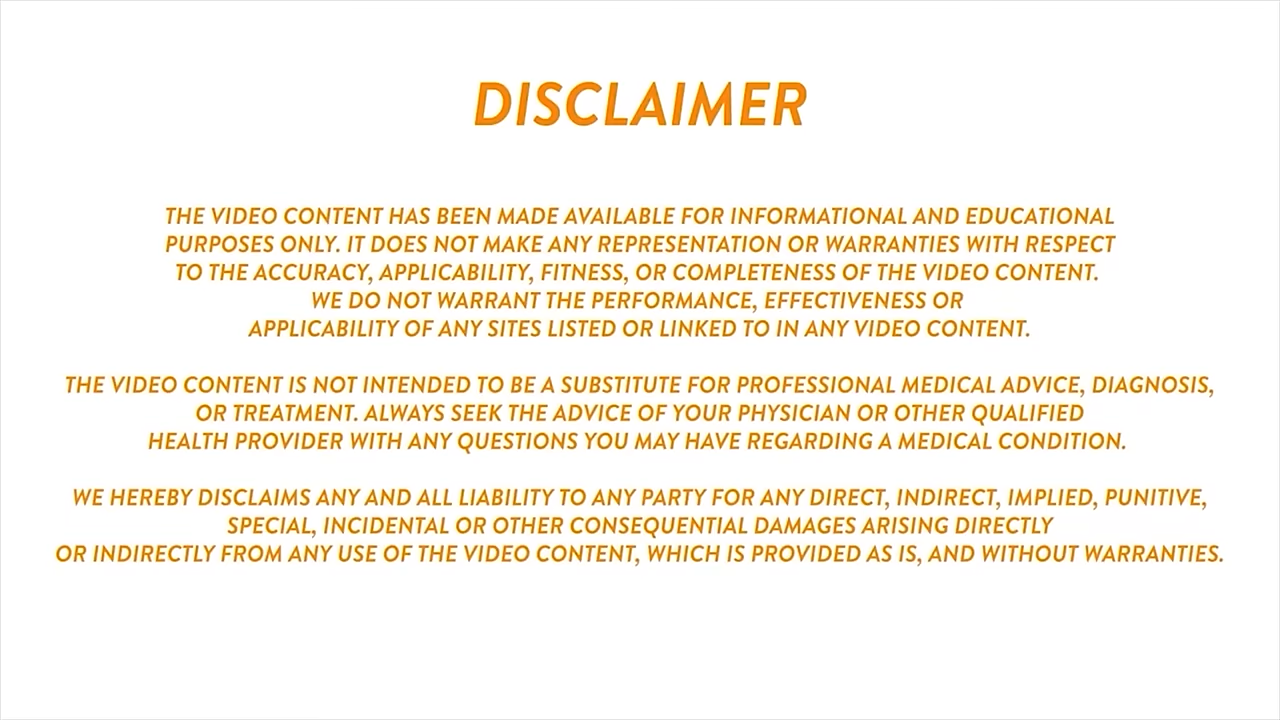 DISCLAIMER
THE VIDEO CONTENT HAS BEEN MADE AVAILABLE FOR INFORMATIONAL AND EDUCATIONAL
PURPOSES ONLY. IT DOES NOT MAKE ANY REPRESENTATION OR WARRANTIES WITH RESPECT
TO THE ACCURACY, APPLICABILITY, FITNESS, OR COMPLETENESS OF THE VIDEO CONTENT.
WE DO NOT WARRANT THE PERFORMANCE, EFFECTIVENESS OR
APPLICABILITY OF ANY SITES LISTED OR LINKED TO IN ANY VIDEO CONTENT.
THE VIDEO CONTENT IS NOT INTENDED TO BE A SUBSTITUTE FOR PROFESSIONAL MEDICAL ADVICE, DIAGNOSIS,
OR TREATMENT. ALWAYS SEEK THE ADVICE OF YOUR PHYSICIAN OR OTHER QUALIFIED
HEALTH PROVIDER WITH ANY QUESTIONS YOU MAY HAVE REGARDING A MEDICAL CONDITION.
WE HEREBY DISCLAIMS ANY AND ALL LIABILITY TO ANY PARTY FOR ANY DIRECT, INDIRECT, IMPLIED, PUNITIVE,
SPECIAL, INCIDENTAL OR OTHER CONSEQUENTIAL DAMAGES ARISING DIRECTLY
OR INDIRECTLY FROM ANY USE OF THE VIDEO CONTENT, WHICH IS PROVIDED AS IS, AND WITHOUT WARRANTIES.